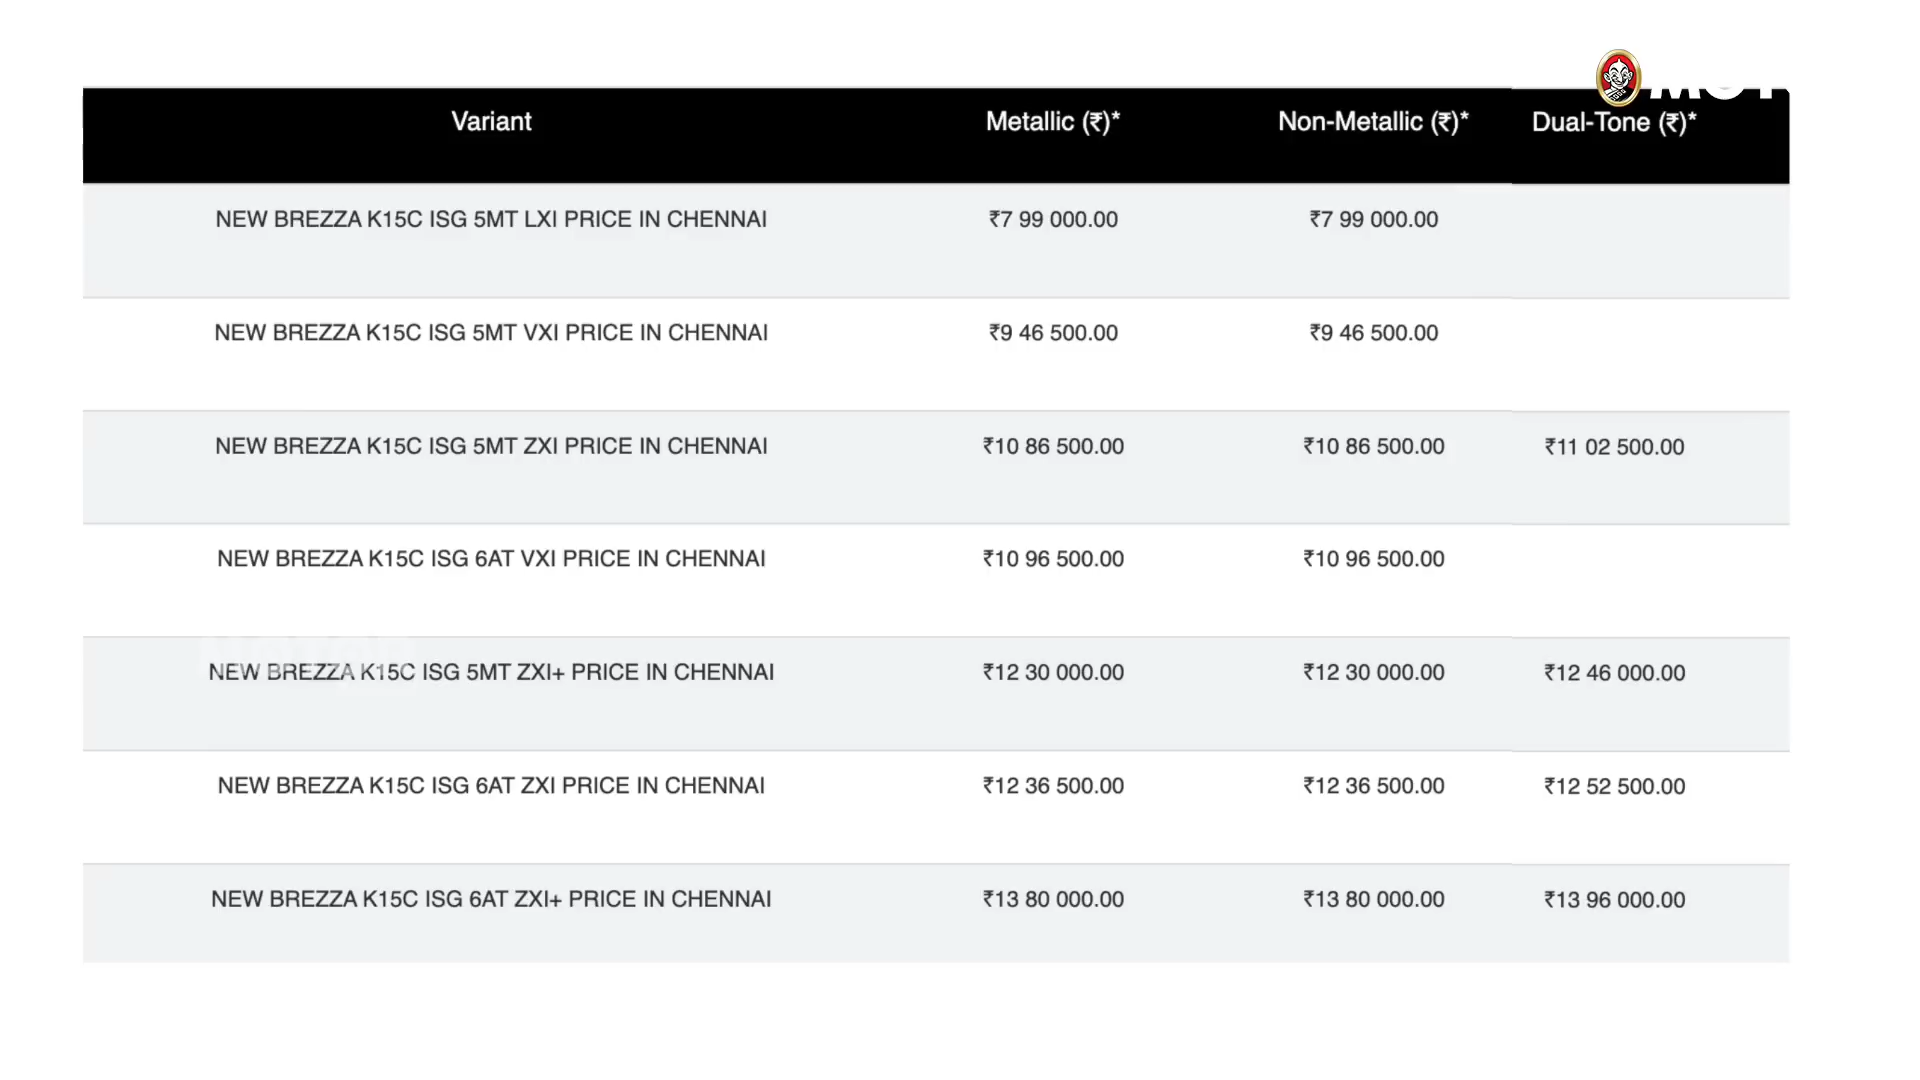 Variant Metallic (₹)* Non-Metallic (₹)* Dual-Tone (₹)*
NEW BREZZA K15C ISG 5MT LXI PRICE IN CHENNAI ₹7 99 000.00 ₹7 99 000.00
NEW BREZZA K15C ISG 5MT VXI PRICE IN CHENNAI ₹9 46 500.00 ₹9 46 500.00
NEW BREZZA K15C ISG 5MT ZXI PRICE IN CHENNAI ₹10 86 500.00 ₹10 86 500.00 ₹11 02 500.00
NEW BREZZA K15C ISG 6AT VXI PRICE IN CHENNAI ₹10 96 500.00 ₹10 96 500.00
NEW BREZZA K15C ISG 5MT ZXI+ PRICE IN CHENNAI ₹12 30 000.00 ₹12 30 000.00 ₹12 46 000.00
NEW BREZZA K15C ISG 6AT ZXI PRICE IN CHENNAI ₹12 36 500.00 ₹12 36 500.00 ₹12 52 500.00
NEW BREZZA K15C ISG 6AT ZXI+ PRICE IN CHENNAI ₹13 80 000.00 ₹13 80 000.00 ₹13 96 000.00